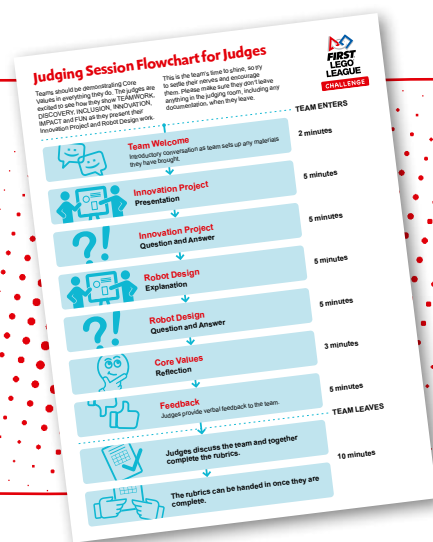 Judging Session Flowchart for Judges
Teams should be demonstrating Core
Values in everything they do. The judges are
excited to see how they show TEAMWORK,
DISCOVERY, INCLUSION, INNOVATION,
IMPACT and FUN as they present their
Innovation Project and Robot Design work.
This is the team's time to shine, so try
to settle their nerves and encourage
them. Please make sure they don't leave
anything in the judging room, including any
documentation, when they leave.
FIRST
LEGO
LEAGUE
CHALLENGE
TEAM ENTERS
Team Welcome
Introductory conversation as team sets up any materials
they have brought.
2 minutes
Innovation Project
Presentation
5 minutes
?!
Innovation Project
Question and Answer
5 minutes
Robot Design
Explanation
5 minutes
?!
Robot Design
Question and Answer
5 minutes
Core Values
Reflection
3 minutes
Feedback
Judges provide verbal feedback to the team.
5 minutes
TEAM LEAVES
Judges discuss the team and together
complete the rubrics.
10 minutes
The rubrics can be handed in once they are
complete.